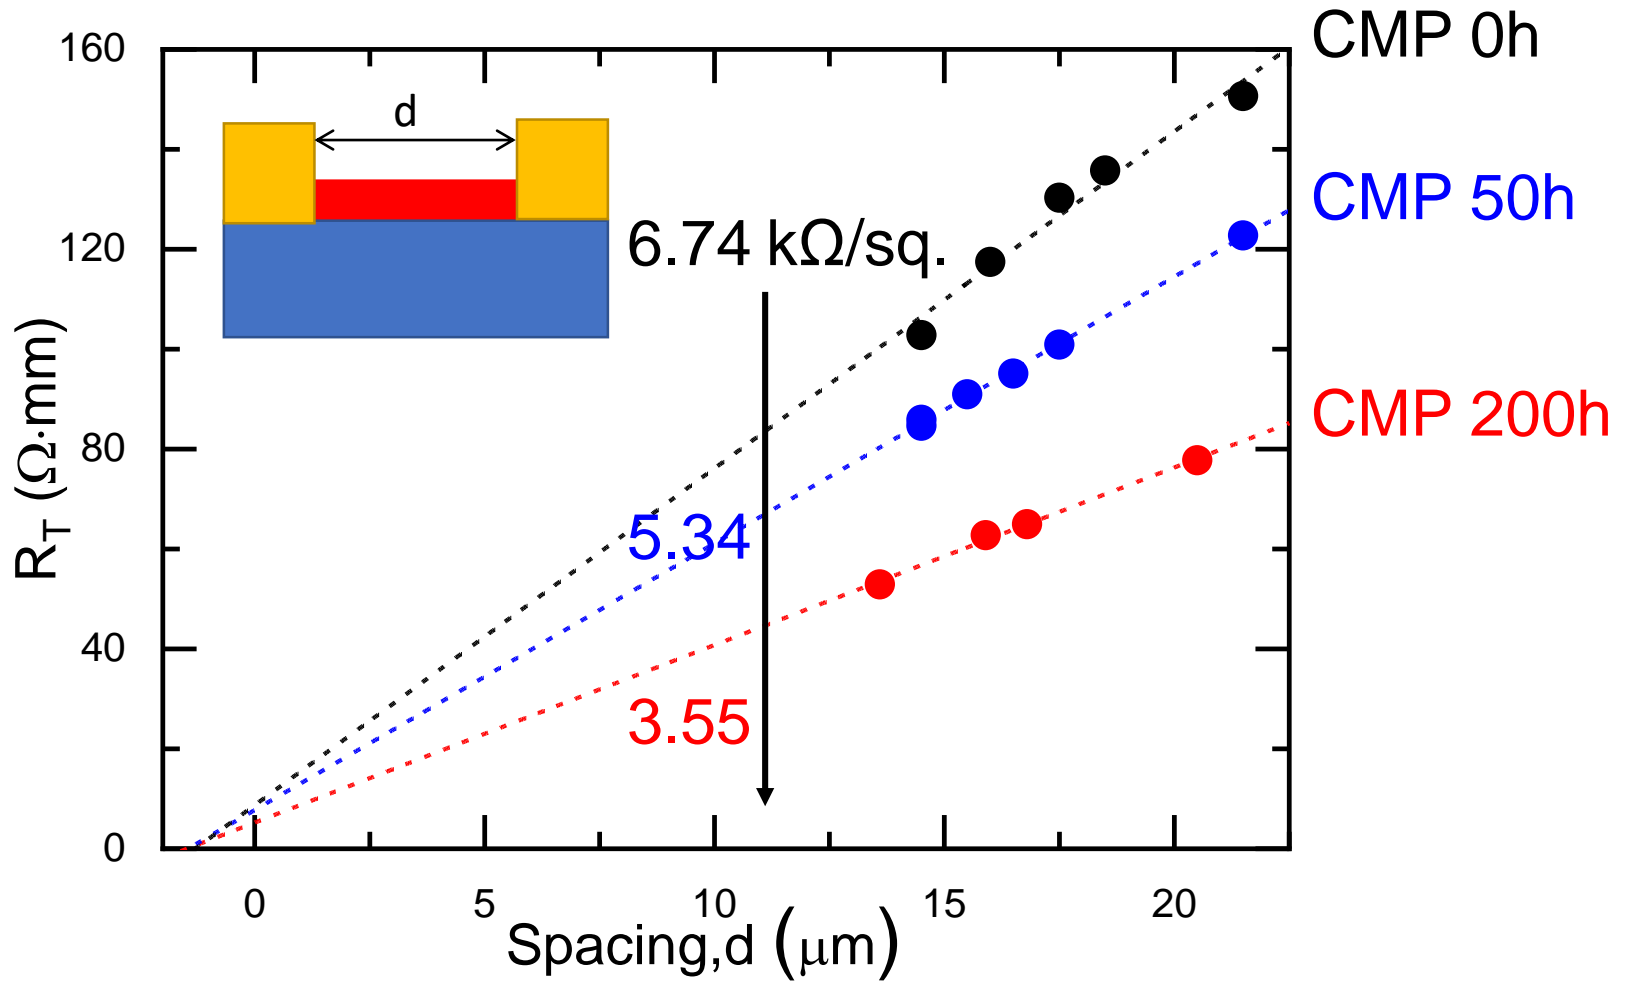 CMP 0h
160
d
CMP 50h
6.74 kΩ/sq.
120
CMP 200h
80
5.34
R_T (Ω·mm)
40
3.55
0
0 5 10 15 20
Spacing,d (μm)